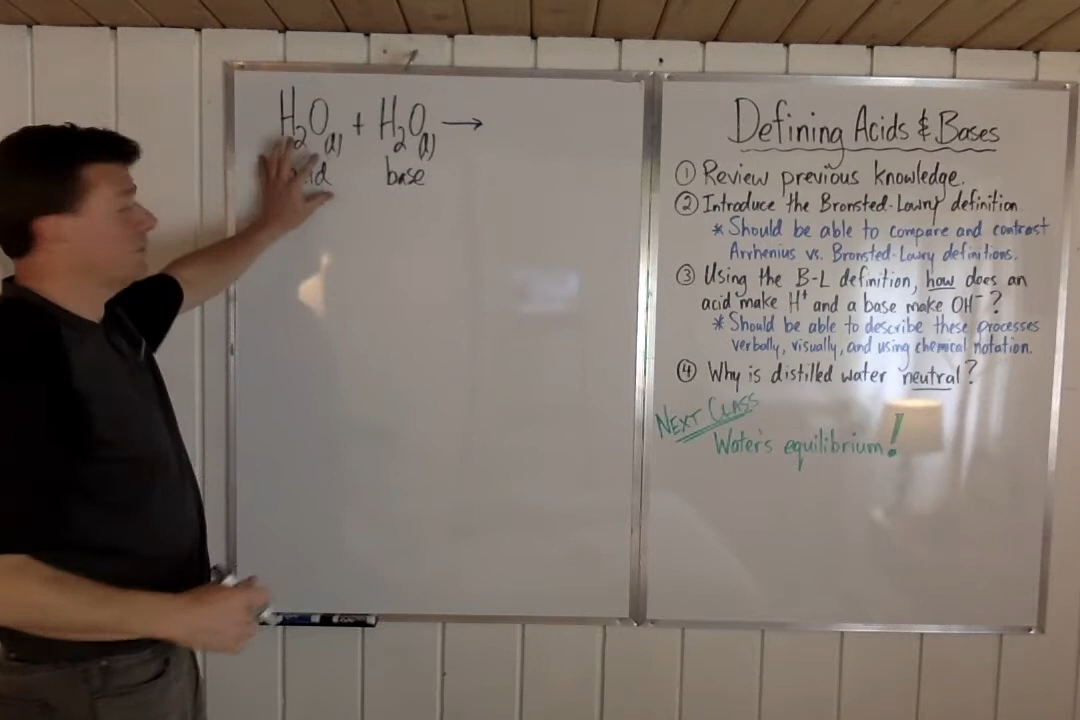 H₂O(l) + H₂O(l) →
base
Defining Acids & Bases
① Review previous knowledge.
② Introduce the Bronsted-Lowry definition
* Should be able to compare and contrast
Arrhenius vs. Bronsted-Lowry definitions.
③ Using the B-L definition, how does an
acid make H⁺ and a base make OH⁻?
* Should be able to describe these processes
verbally, visually, and using chemical notation.
④ Why is distilled water neutral?
NEXT CLASS
Water's equilibrium!